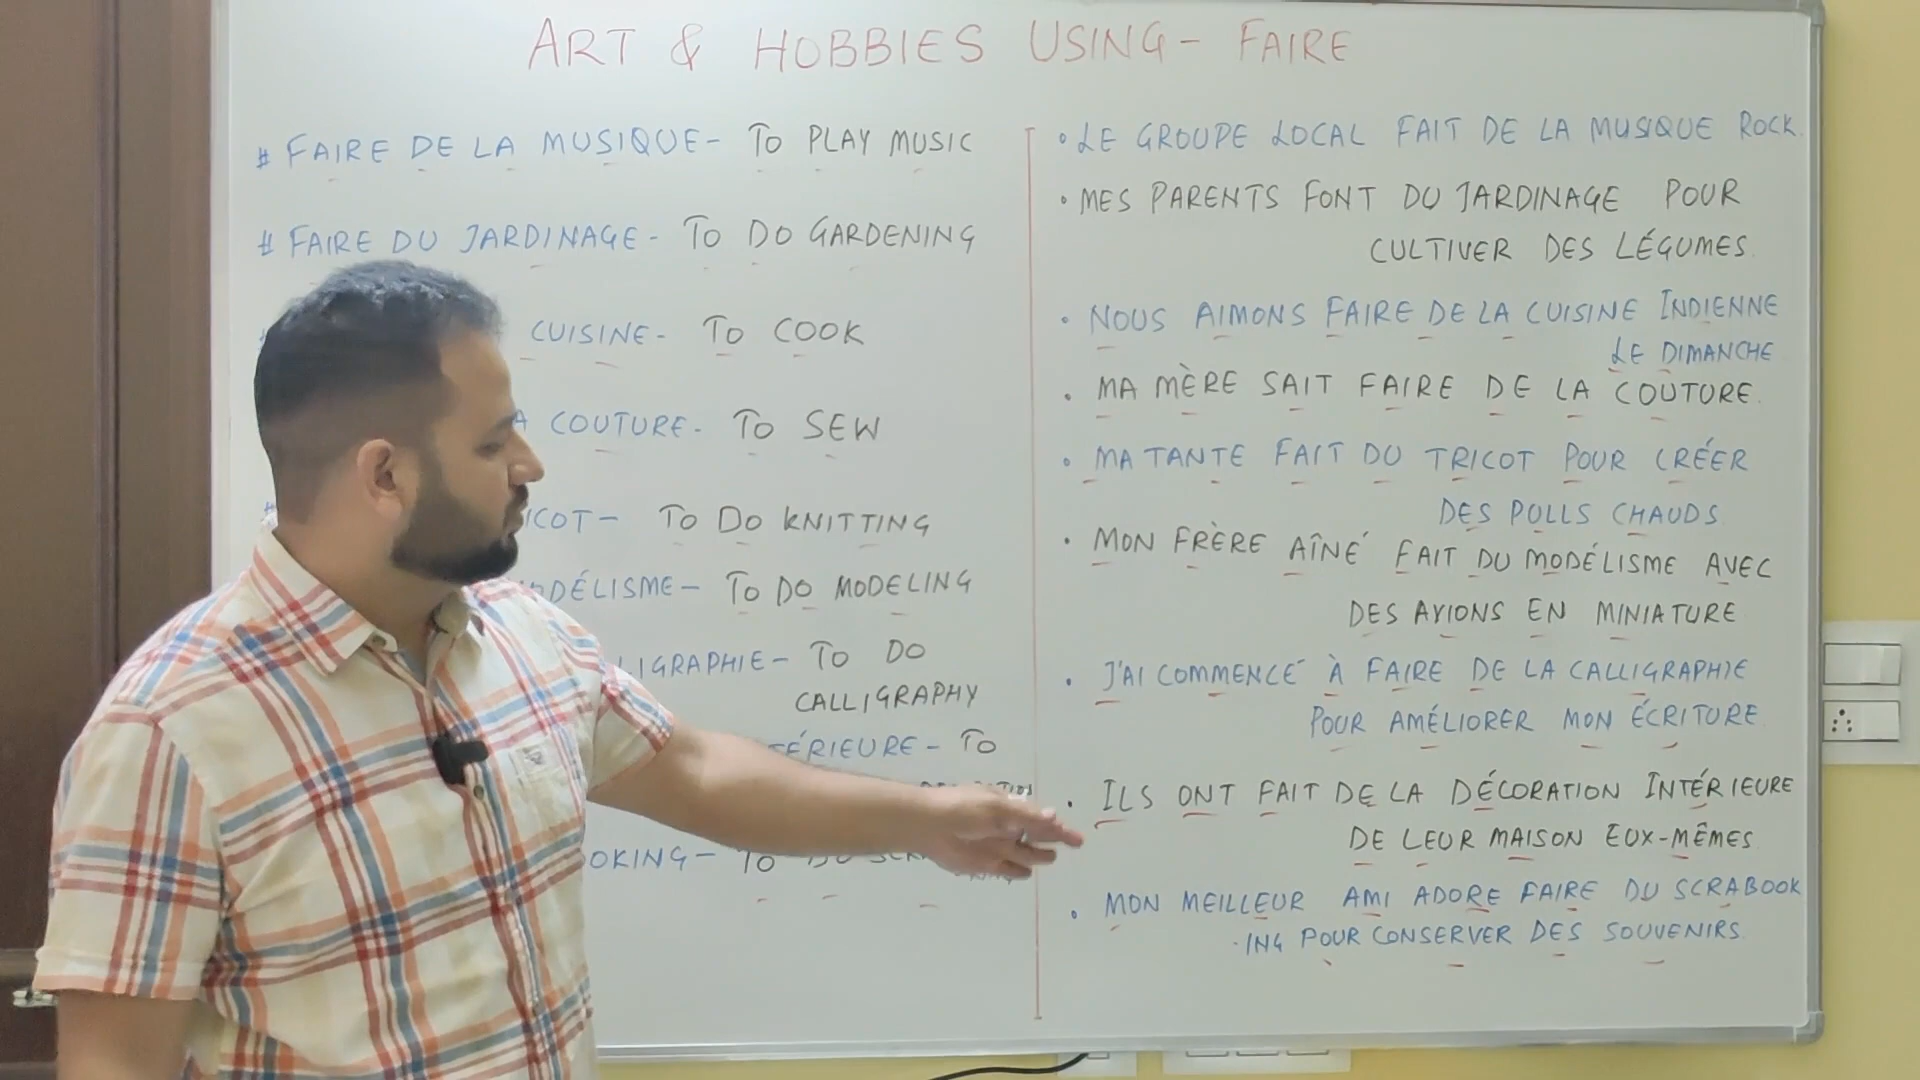 ART & HOBBIES USING - FAIRE
# FAIRE DE LA MUSIQUE - TO PLAY MUSIC
# FAIRE DU JARDINAGE - TO DO GARDENING
CUISINE - TO COOK
COUTURE - TO SEW
TO DO KNITTING
TO DO MODELING
TO DO
CALLIGRAPHY
TO
TO
• LE GROUPE LOCAL FAIT DE LA MUSIQUE ROCK.
• MES PARENTS FONT DU JARDINAGE POUR
CULTIVER DES LÉGUMES.
• NOUS AIMONS FAIRE DE LA CUISINE INDIENNE
LE DIMANCHE
• MA MÈRE SAIT FAIRE DE LA COUTURE.
• MA TANTE FAIT DU TRICOT POUR CRÉER
DES PULLS CHAUDS
• MON FRÈRE AÎNÉ FAIT DU MODÉLISME AVEC
DES AVIONS EN MINIATURE
• J'AI COMMENCÉ À FAIRE DE LA CALLIGRAPHIE
POUR AMÉLIORER MON ÉCRITURE
• ILS ONT FAIT DE LA DÉCORATION INTÉRIEURE
DE LEUR MAISON EUX-MÊMES
• MON MEILLEUR AMI ADORE FAIRE DU SCRABOOK
-ING POUR CONSERVER DES SOUVENIRS.